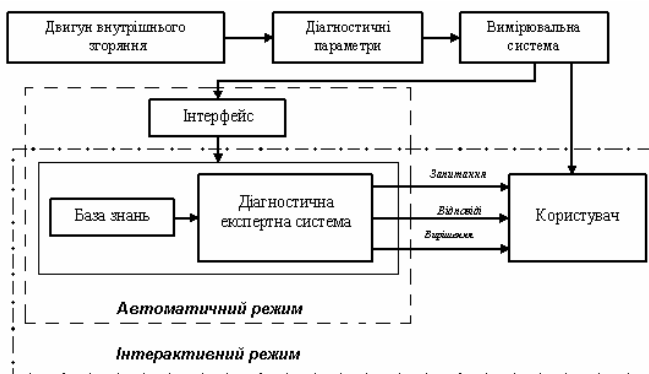 Двигун внутрішнього
згоряння
Діагностичні
параметри
Вимірювальна
система
Інтерфейс
База знань
Діагностична
експертна система
Запитання
Відповіді
Вирішення
Користувач
Автоматичний режим
Інтерактивний режим